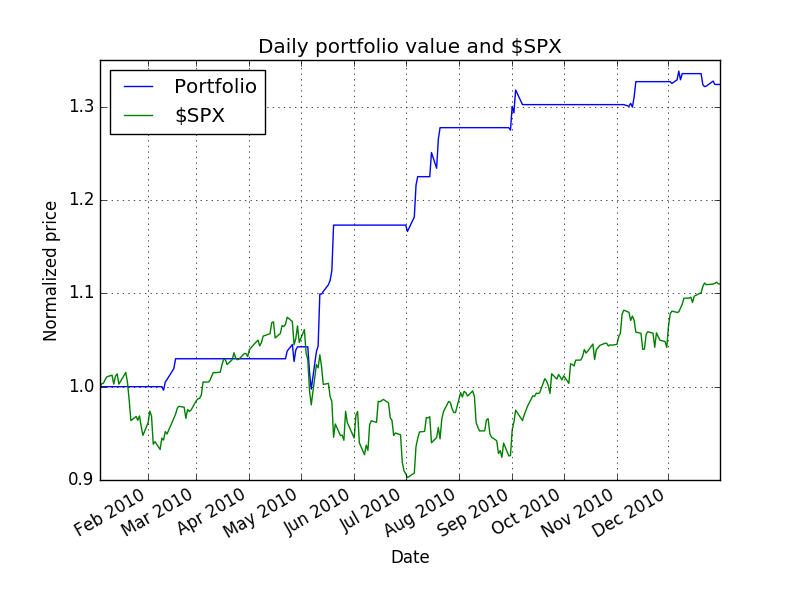 Daily portfolio value and $SPX
Portfolio
$SPX
1.3
1.2
1.1
1.0
0.9
Normalized price
Feb 2010
Mar 2010
Apr 2010
May 2010
Jun 2010
Jul 2010
Aug 2010
Sep 2010
Oct 2010
Nov 2010
Dec 2010
Date